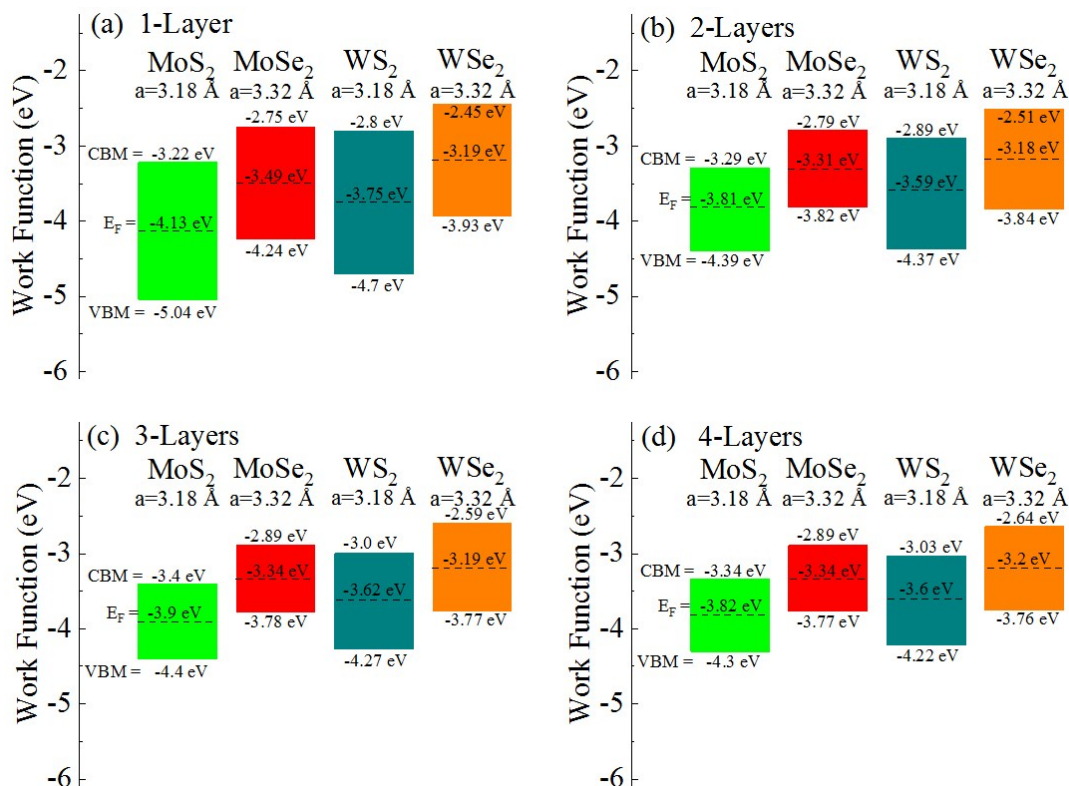 (a) 1-Layer
MoS₂ MoSe₂ WS₂ WSe₂
a=3.18 Å a=3.32 Å a=3.18 Å a=3.32 Å
Work Function (eV)
-2
-3
-4
-5
-6
CBM = -3.22 eV
E_F = -4.13 eV
VBM = -5.04 eV
-2.75 eV
-3.49 eV
-4.24 eV
-2.8 eV
-3.75 eV
-4.7 eV
-2.45 eV
-3.19 eV
-3.93 eV
(b) 2-Layers
MoS₂ MoSe₂ WS₂ WSe₂
a=3.18 Å a=3.32 Å a=3.18 Å a=3.32 Å
Work Function (eV)
-2
-3
-4
-5
-6
CBM = -3.29 eV
E_F = -3.81 eV
VBM = -4.39 eV
-2.79 eV
-3.31 eV
-3.82 eV
-2.89 eV
-3.59 eV
-4.37 eV
-2.51 eV
-3.18 eV
-3.84 eV
(c) 3-Layers
MoS₂ MoSe₂ WS₂ WSe₂
a=3.18 Å a=3.32 Å a=3.18 Å a=3.32 Å
Work Function (eV)
-2
-3
-4
-5
-6
CBM = -3.4 eV
E_F = -3.9 eV
VBM = -4.4 eV
-2.89 eV
-3.34 eV
-3.78 eV
-3.0 eV
-3.62 eV
-4.27 eV
-2.59 eV
-3.19 eV
-3.77 eV
(d) 4-Layers
MoS₂ MoSe₂ WS₂ WSe₂
a=3.18 Å a=3.32 Å a=3.18 Å a=3.32 Å
Work Function (eV)
-2
-3
-4
-5
-6
CBM = -3.34 eV
E_F = -3.82 eV
VBM = -4.3 eV
-2.89 eV
-3.34 eV
-3.77 eV
-3.03 eV
-3.6 eV
-4.22 eV
-2.64 eV
-3.2 eV
-3.76 eV